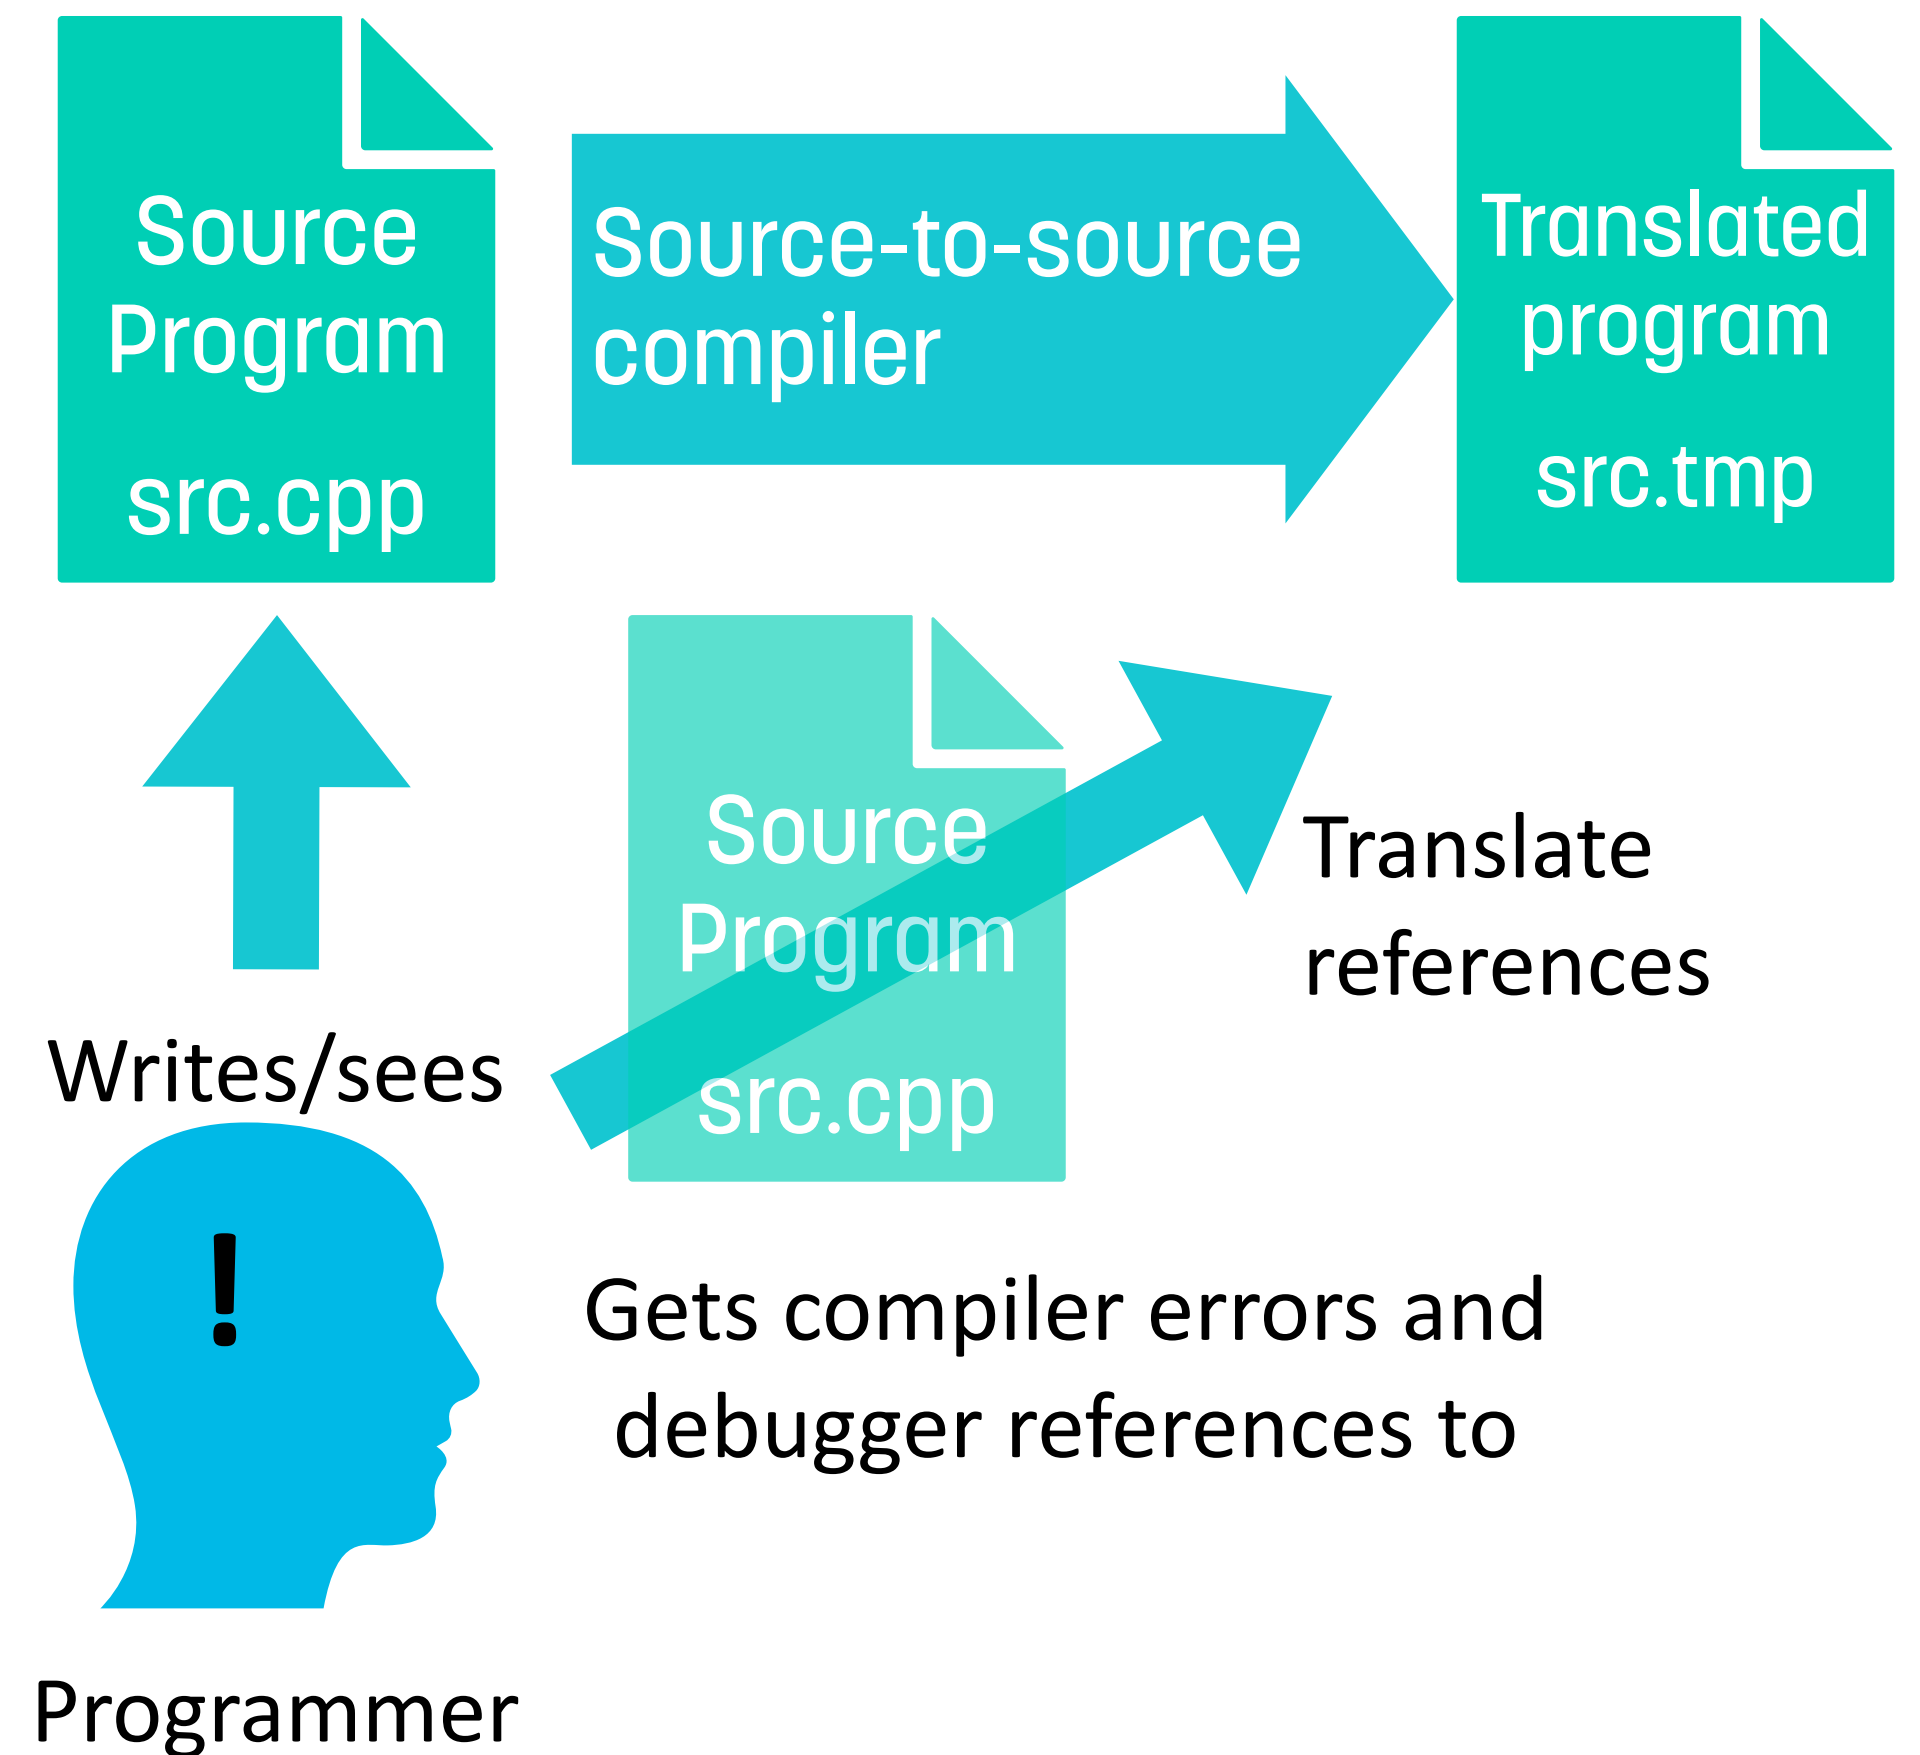 Source
Program
src.cpp
Source-to-source
compiler
Translated
program
src.tmp
Writes/sees
Source
Program
src.cpp
Translate
references
!
Gets compiler errors and
debugger references to
Programmer